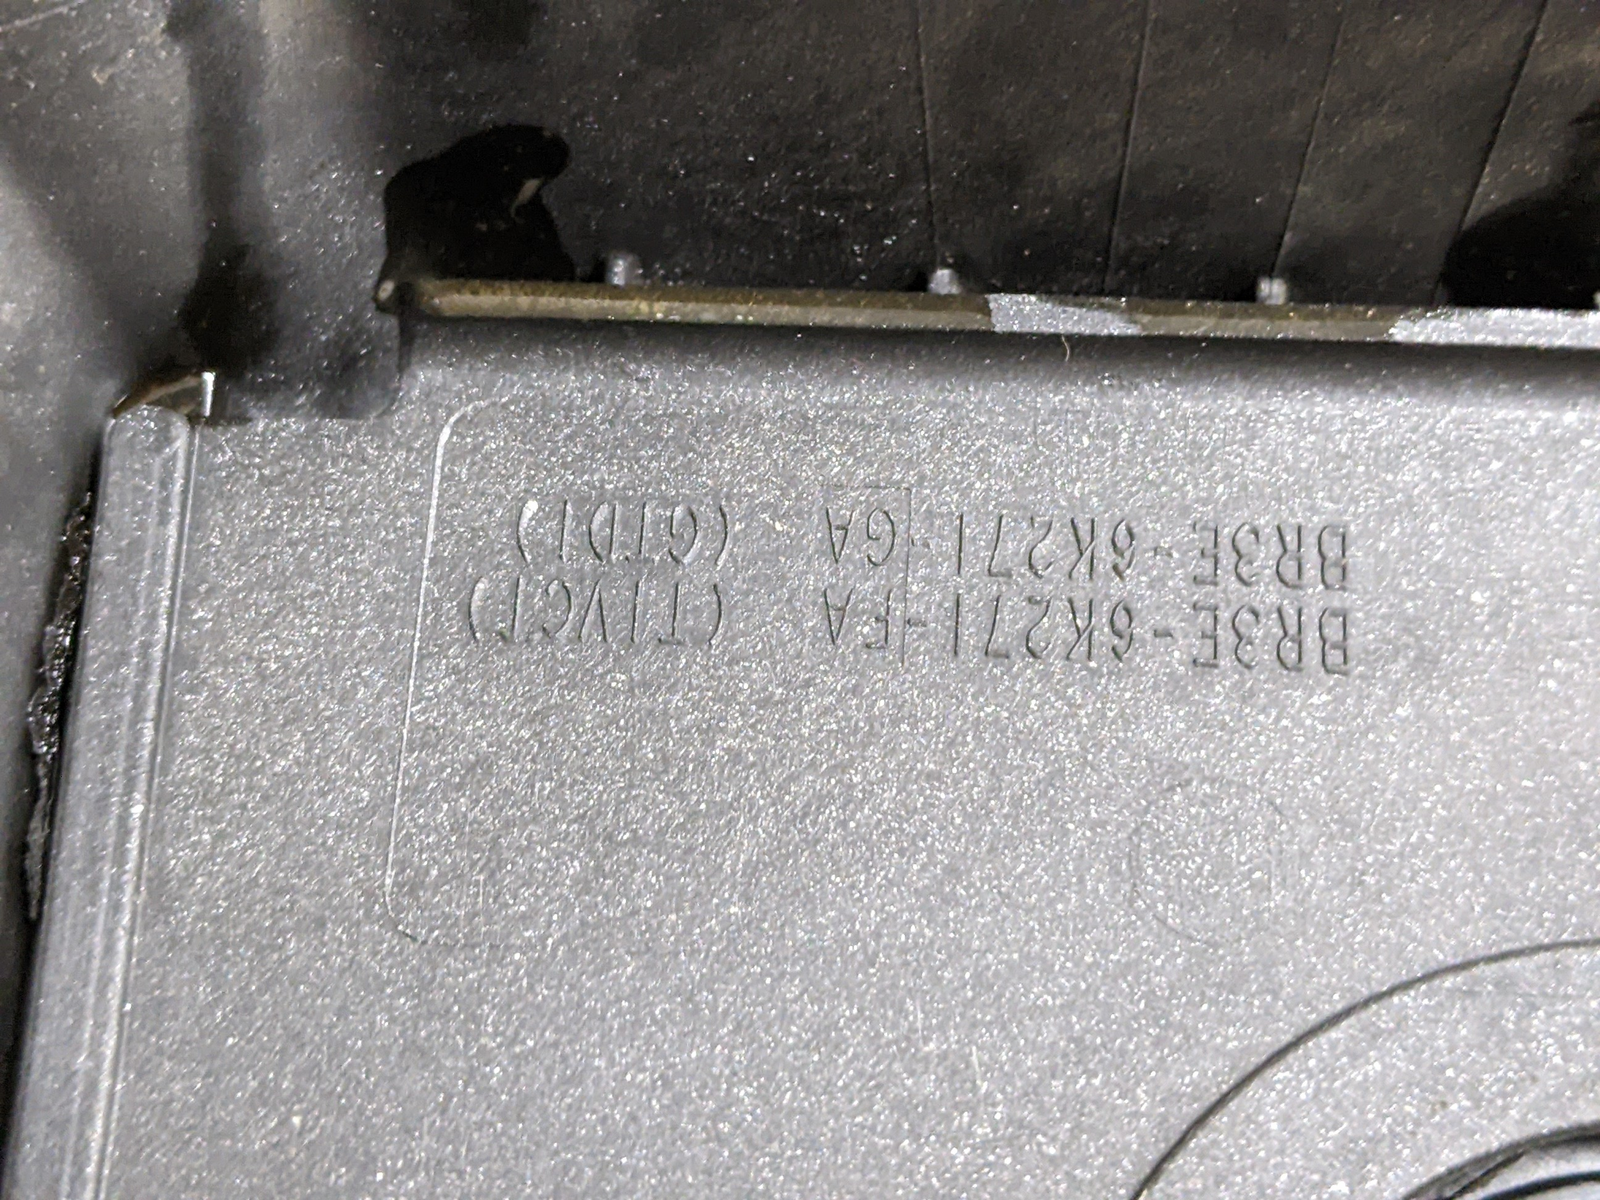 BR3E-6K271-FA (TIVCT)
BR3E-6K271-GA (GTDI)